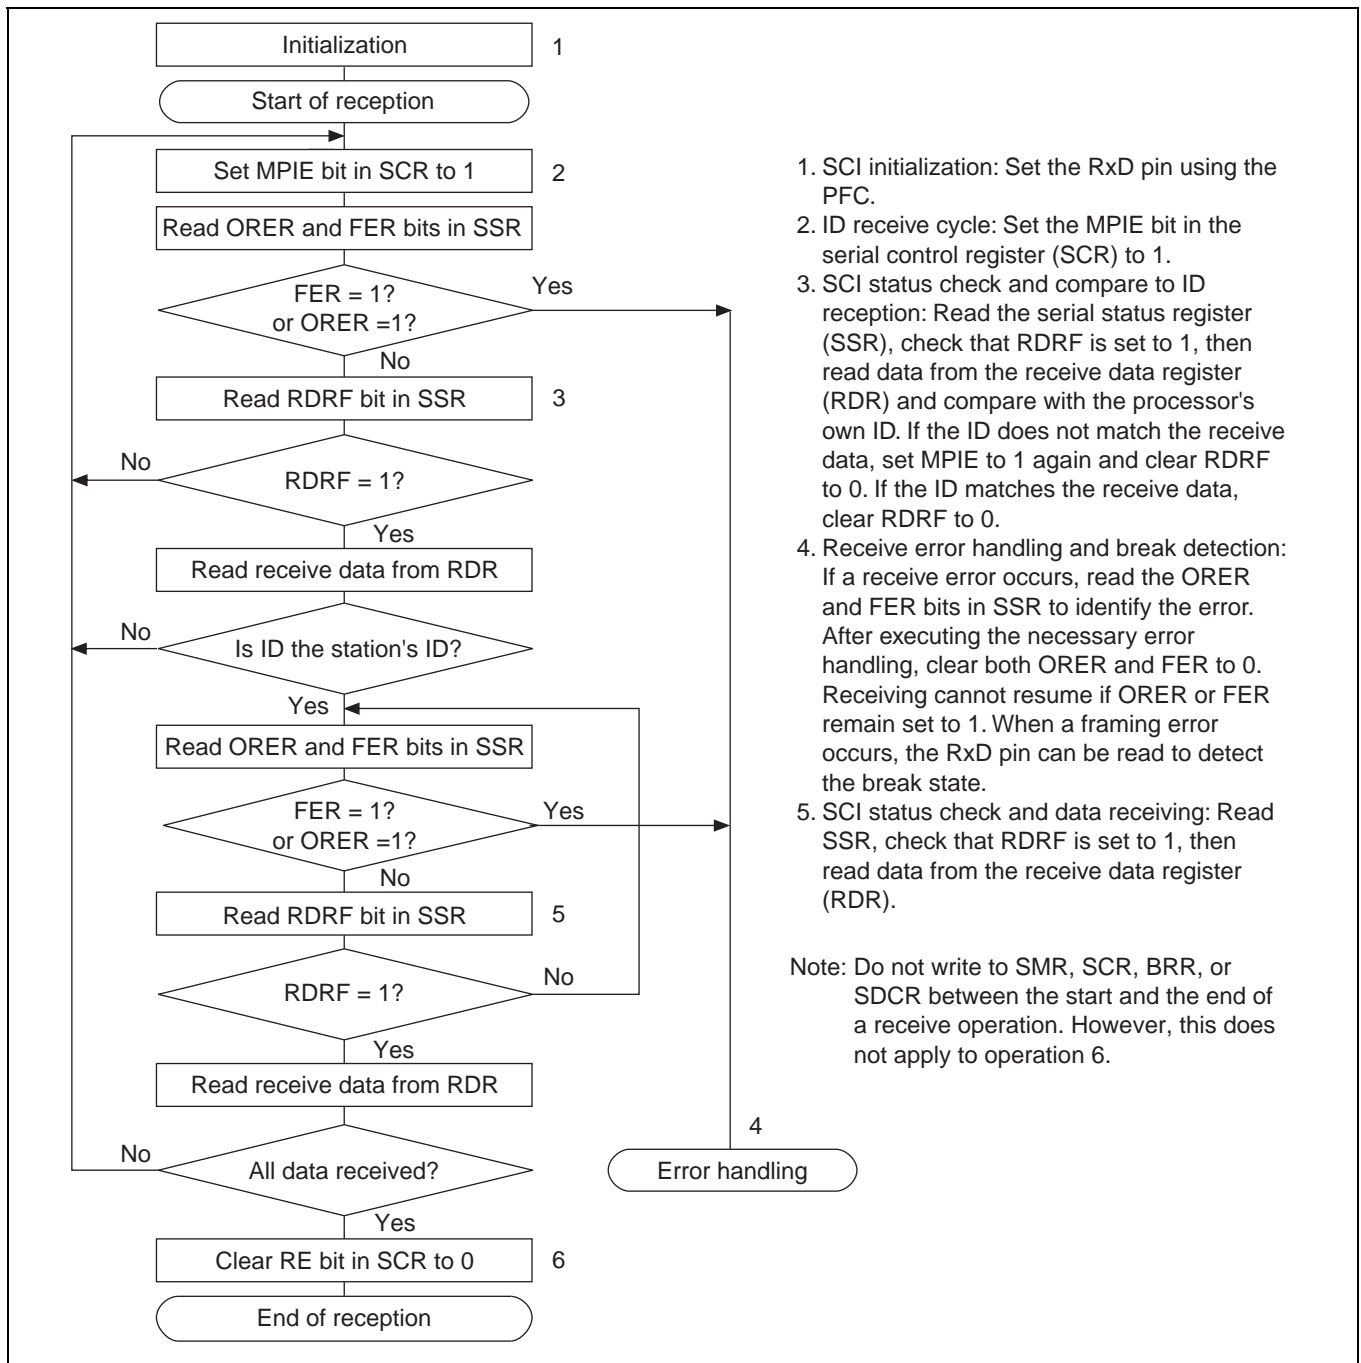 Initialization 1
Start of reception
Set MPIE bit in SCR to 1 2
Read ORER and FER bits in SSR
FER = 1?
or ORER =1?
Yes
No
Read RDRF bit in SSR 3
No
RDRF = 1?
Yes
Read receive data from RDR
No
Is ID the station's ID?
Yes
Read ORER and FER bits in SSR
FER = 1?
or ORER =1?
Yes
No
Read RDRF bit in SSR 5
RDRF = 1?
No
Yes
Read receive data from RDR
No
All data received?
4
Error handling
Yes
Clear RE bit in SCR to 0 6
End of reception
1. SCI initialization: Set the RxD pin using the
PFC.
2. ID receive cycle: Set the MPIE bit in the
serial control register (SCR) to 1.
3. SCI status check and compare to ID
reception: Read the serial status register
(SSR), check that RDRF is set to 1, then
read data from the receive data register
(RDR) and compare with the processor's
own ID. If the ID does not match the receive
data, set MPIE to 1 again and clear RDRF
to 0. If the ID matches the receive data,
clear RDRF to 0.
4. Receive error handling and break detection:
If a receive error occurs, read the ORER
and FER bits in SSR to identify the error.
After executing the necessary error
handling, clear both ORER and FER to 0.
Receiving cannot resume if ORER or FER
remain set to 1. When a framing error
occurs, the RxD pin can be read to detect
the break state.
5. SCI status check and data receiving: Read
SSR, check that RDRF is set to 1, then
read data from the receive data register
(RDR).
Note: Do not write to SMR, SCR, BRR, or
SDCR between the start and the end of
a receive operation. However, this does
not apply to operation 6.